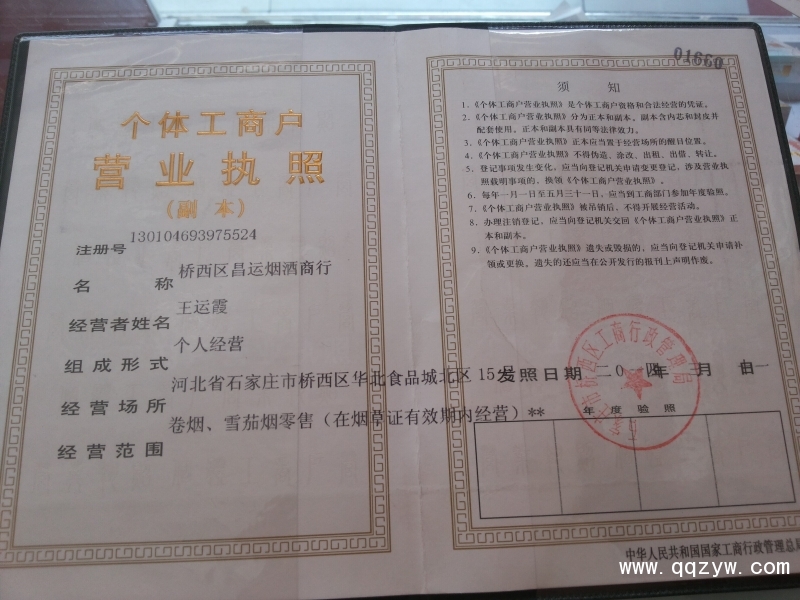 个体工商户
营业执照
(副本)
注册号 130104693975524
名称 桥西区昌运烟酒商行
经营者姓名 王运霞
组成形式 个人经营
经营场所 河北省石家庄市桥西区华北食品城北区 15号
经营范围 卷烟、雪茄烟零售（在烟草证有效期内经营）**
01660
须知
1、《个体工商户营业执照》是个体工商户资格和合法经营的凭证。
2、《个体工商户营业执照》分为正本和副本。副本含内芯和封皮并
配套使用。正本和副本具有同等法律效力。
3、《个体工商户营业执照》正本应当置于经营场所的醒目位置。
4、《个体工商户营业执照》不得伪造、涂改、出租、出借、转让。
5、登记事项发生变化，应当向登记机关申请变更登记，涉及营业执
照载明事项的，换领《个体工商户营业执照》。
6、每年一月一日至五月三十一日，应当到工商部门参加年度验照。
7、《个体工商户营业执照》被吊销后，不得开展经营活动。
8、办理注销登记，应当向登记机关交回《个体工商户营业执照》正
本和副本。
9、《个体工商户营业执照》遗失或毁损的，应当向登记机关申请补
领或更换。遗失的还应当在公开发行的报刊上声明作废。
桥西区工商行政管理局
发照日期 二〇一四年三月
年度验照
中华人民共和国国家工商行政管理总局
www.qqzyw.com